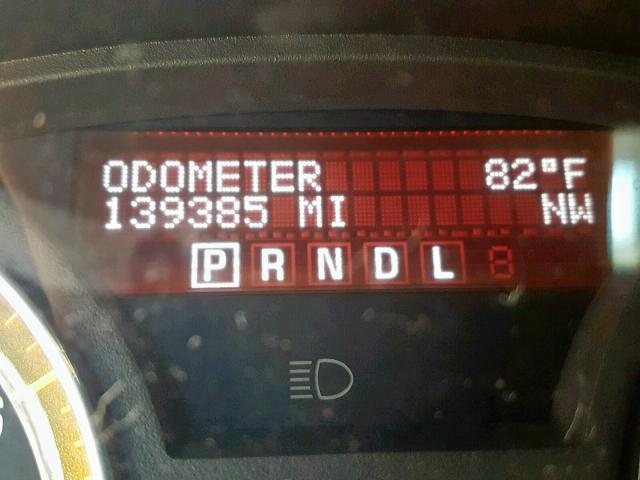 ODOMETER 82°F
139385 MI NW
P R N D L